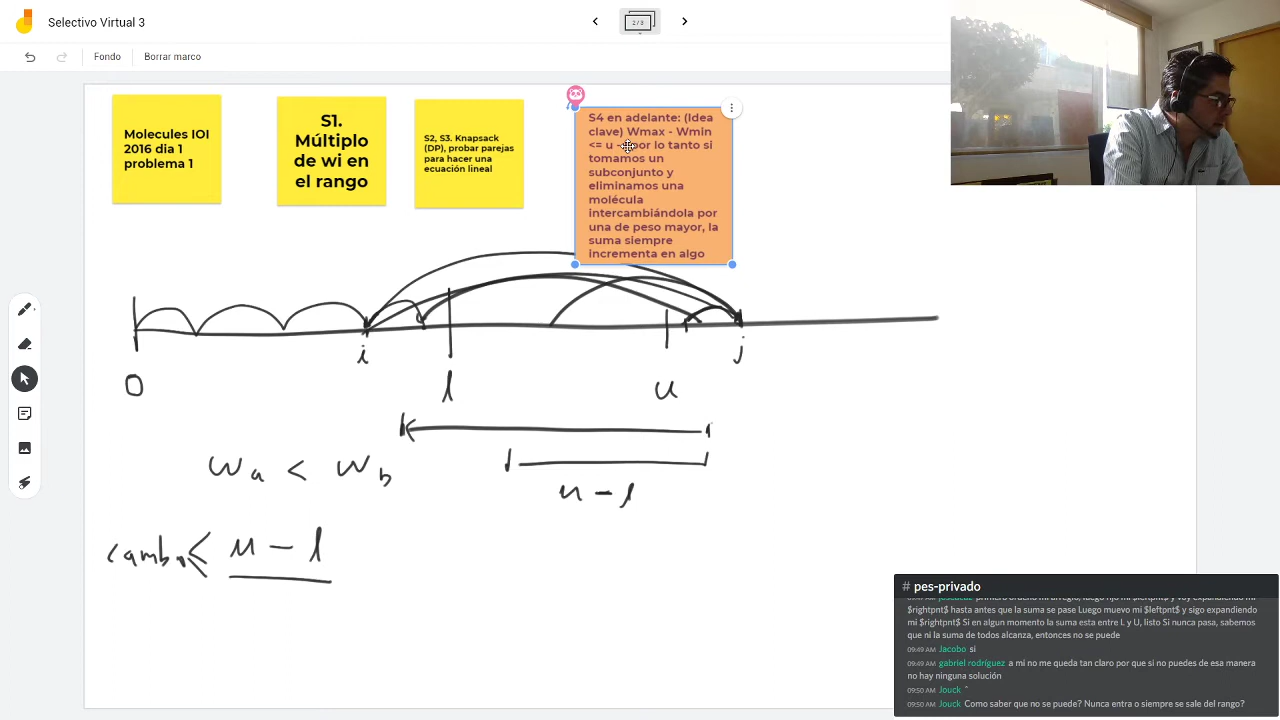 Selectivo Virtual 3
2 / 3
Fondo
Borrar marco
Molecules IOI
2016 dia 1
problema 1
S1.
Múltiplo
de wi en
el rango
S2, S3. Knapsack
(DP), probar parejas
para hacer una
ecuación lineal
S4 en adelante: (Idea
clave) Wmax - Wmin
<= u - por lo tanto si
tomamos un
subconjunto y
eliminamos una
molécula
intercambiándola por
una de peso mayor, la
suma siempre
incrementa en algo
i
j
0
l
u
wa < wb
u - l
≤ u - l
# pes-privado
$rightpnt$ hasta antes que la suma se pase Luego muevo mi $leftpnt$ y sigo expandiendo
mi $rightpnt$ Si en algun momento la suma esta entre L y U, listo Si nunca pasa, sabemos
que ni la suma de todos alcanza, entonces no se puede
09:49 AM Jacobo si
09:49 AM gabriel rodríguez a mi no me queda tan claro por que si no puedes de esa manera
no hay ninguna solución
09:50 AM Jouck ^
09:50 AM Jouck Como saber que no se puede? Nunca entra o siempre se sale del rango?